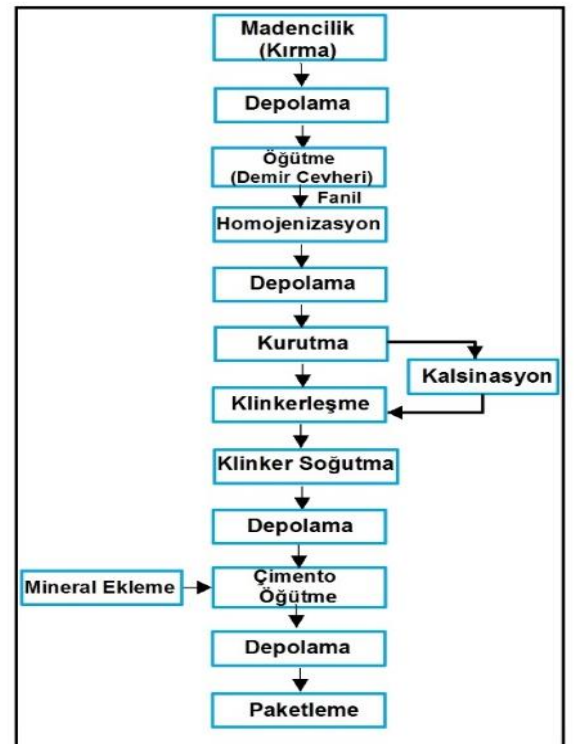 Madencilik
(Kırma)
Depolama
Öğütme
(Demir Cevheri)
Fanil
Homojenizasyon
Depolama
Kurutma
Kalsinasyon
Klinkerleşme
Klinker Soğutma
Depolama
Mineral Ekleme
Çimento
Öğütme
Depolama
Paketleme